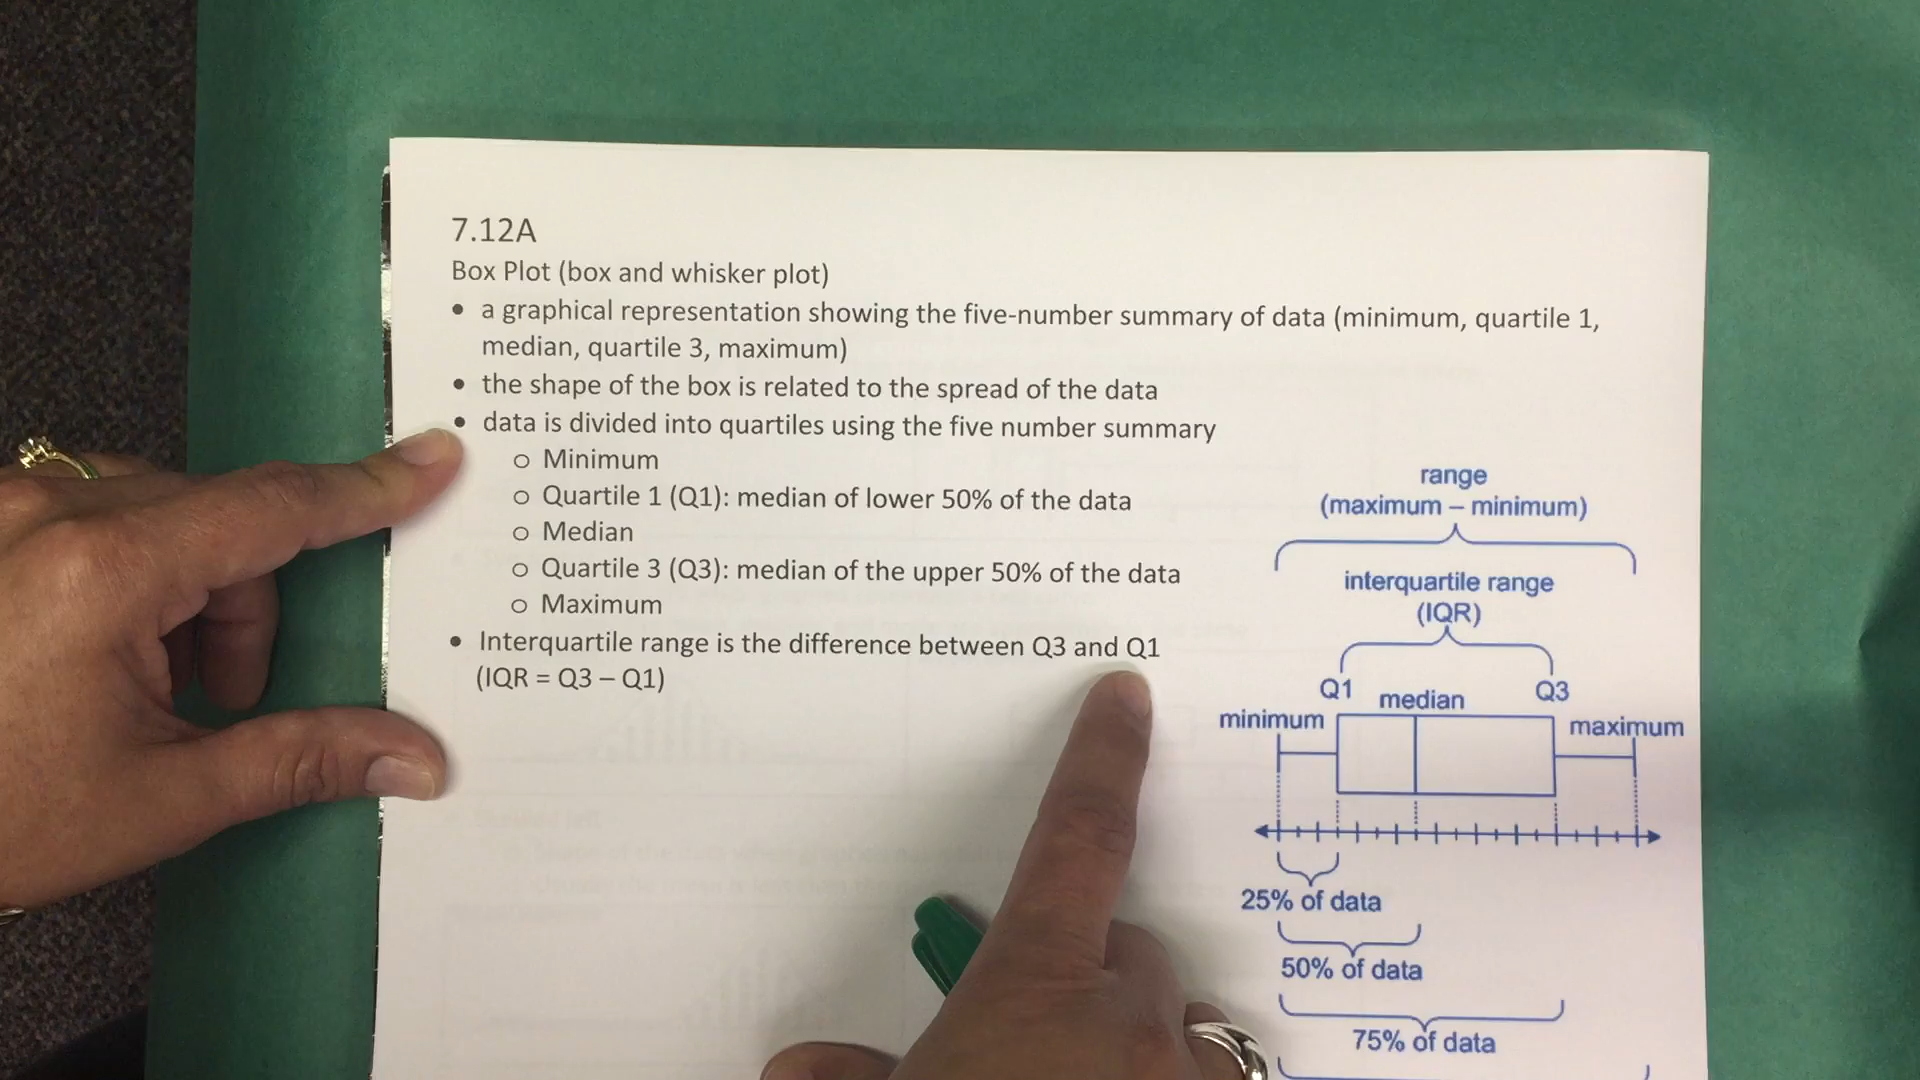 7.12A
Box Plot (box and whisker plot)
• a graphical representation showing the five-number summary of data (minimum, quartile 1,
median, quartile 3, maximum)
• the shape of the box is related to the spread of the data
• data is divided into quartiles using the five number summary
o Minimum
o Quartile 1 (Q1): median of lower 50% of the data
o Median
o Quartile 3 (Q3): median of the upper 50% of the data
o Maximum
• Interquartile range is the difference between Q3 and Q1
(IQR = Q3 – Q1)
range
(maximum – minimum)
interquartile range
(IQR)
Q1
median
Q3
minimum
maximum
25% of data
50% of data
75% of data